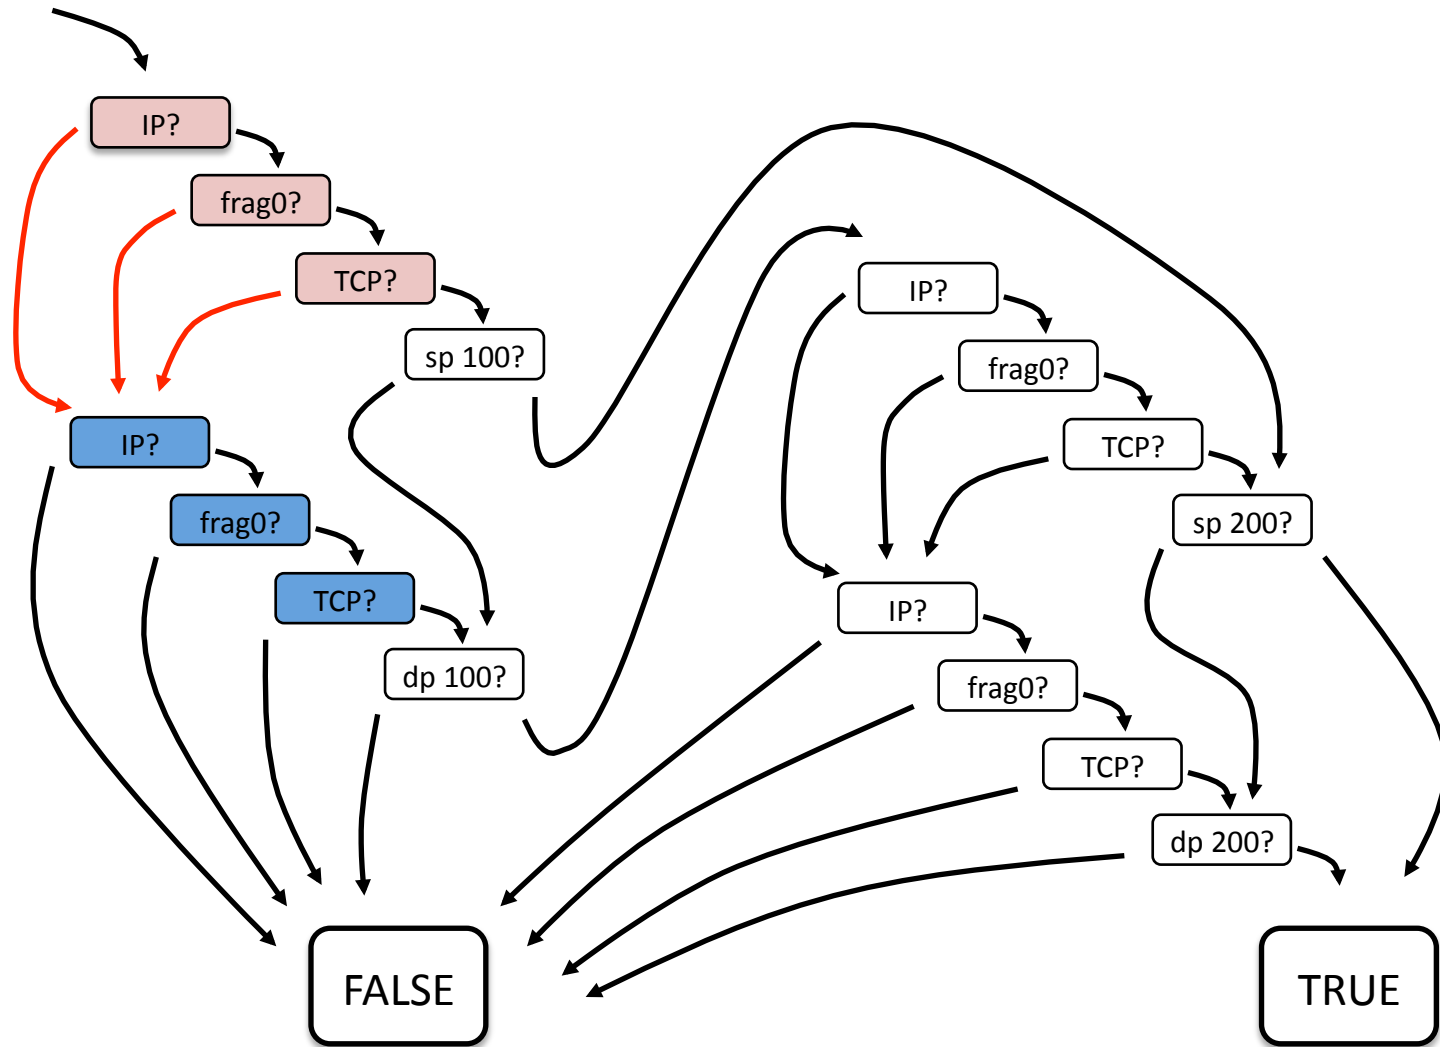 IP?
frag0?
TCP?
sp 100?
IP?
frag0?
TCP?
dp 100?
IP?
frag0?
TCP?
sp 200?
IP?
frag0?
TCP?
dp 200?
FALSE
TRUE